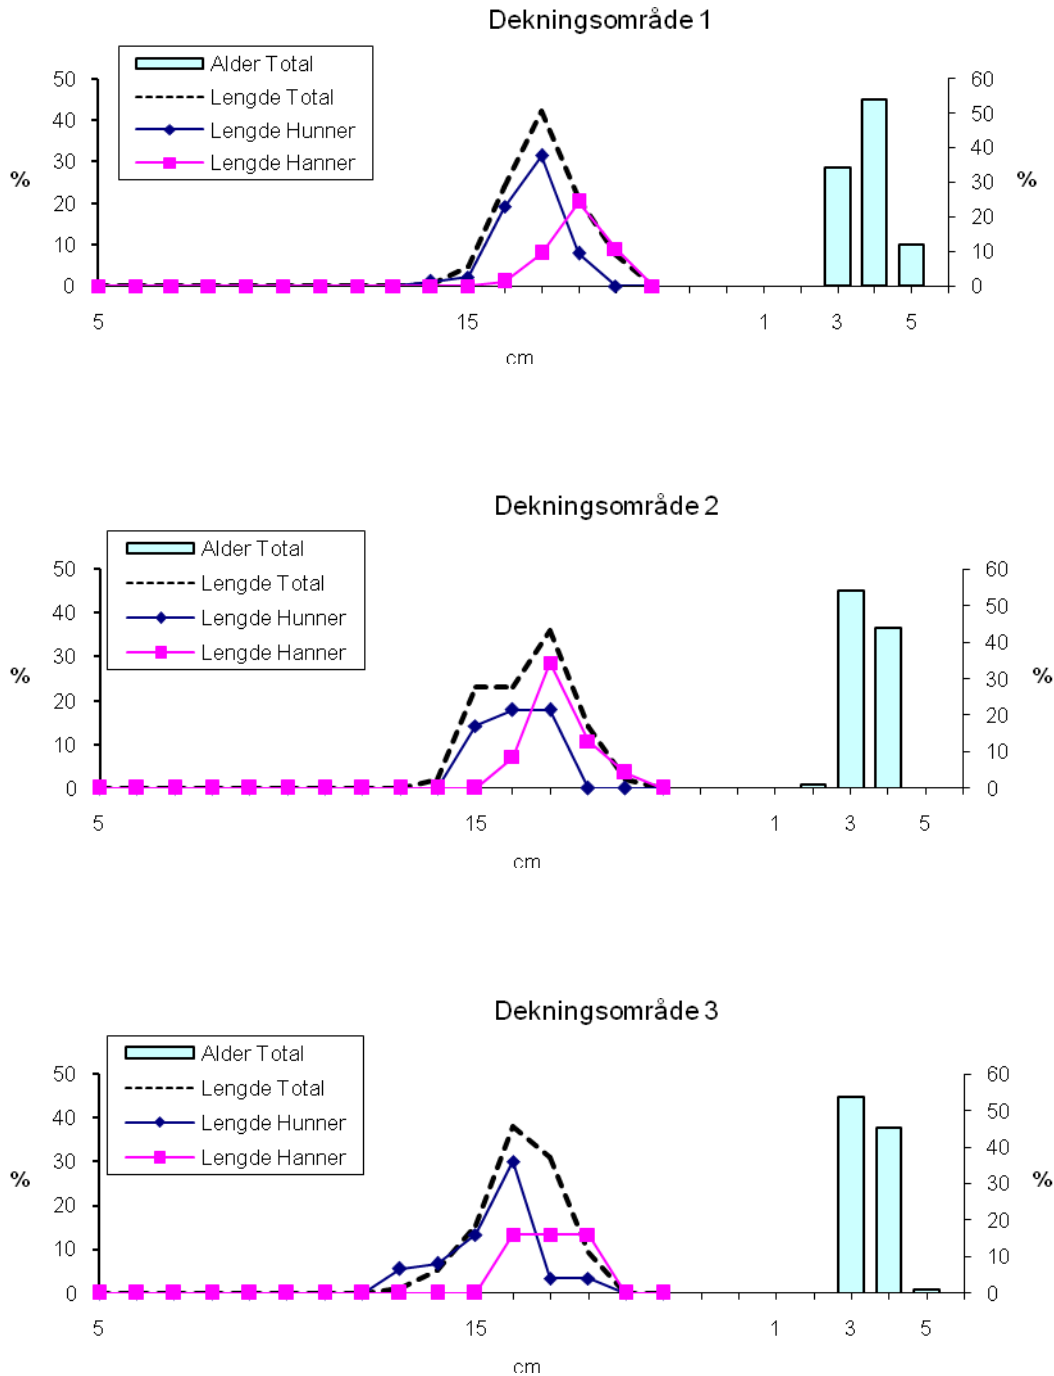 Dekningsområde 1
Alder Total
Lengde Total
Lengde Hunner
Lengde Hanner
50 60
40 50
30 40
20 30
10 20
0 10
0
% %
5 15 1 3 5
cm
Dekningsområde 2
Alder Total
Lengde Total
Lengde Hunner
Lengde Hanner
50 60
40 50
30 40
20 30
10 20
0 10
0
% %
5 15 1 3 5
cm
Dekningsområde 3
Alder Total
Lengde Total
Lengde Hunner
Lengde Hanner
50 60
40 50
30 40
20 30
10 20
0 10
0
% %
5 15 1 3 5
cm